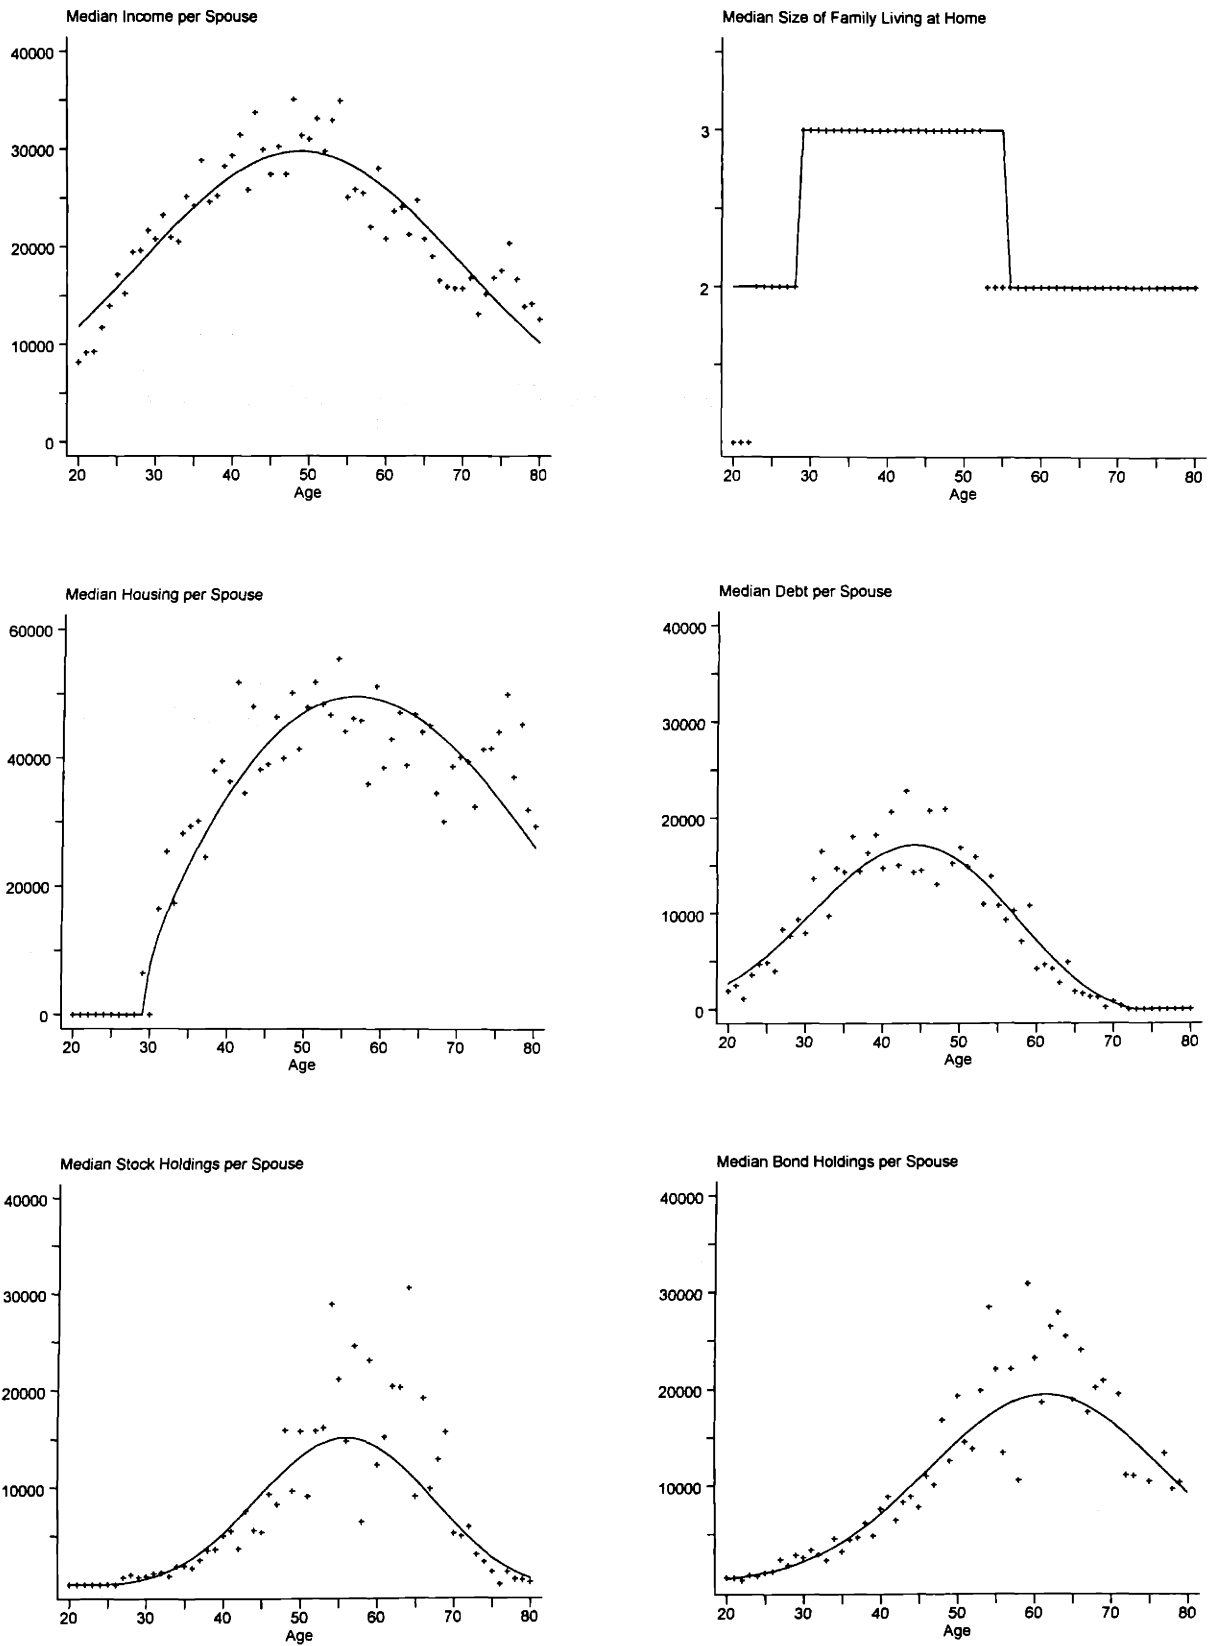 Median Income per Spouse
40000
30000
20000
10000
0
20 30 40 50 60 70 80
Age
Median Size of Family Living at Home
3
2
20 30 40 50 60 70 80
Age
Median Housing per Spouse
60000
40000
20000
0
20 30 40 50 60 70 80
Age
Median Debt per Spouse
40000
30000
20000
10000
0
20 30 40 50 60 70 80
Age
Median Stock Holdings per Spouse
40000
30000
20000
10000
20 30 40 50 60 70 80
Age
Median Bond Holdings per Spouse
40000
30000
20000
10000
20 30 40 50 60 70 80
Age